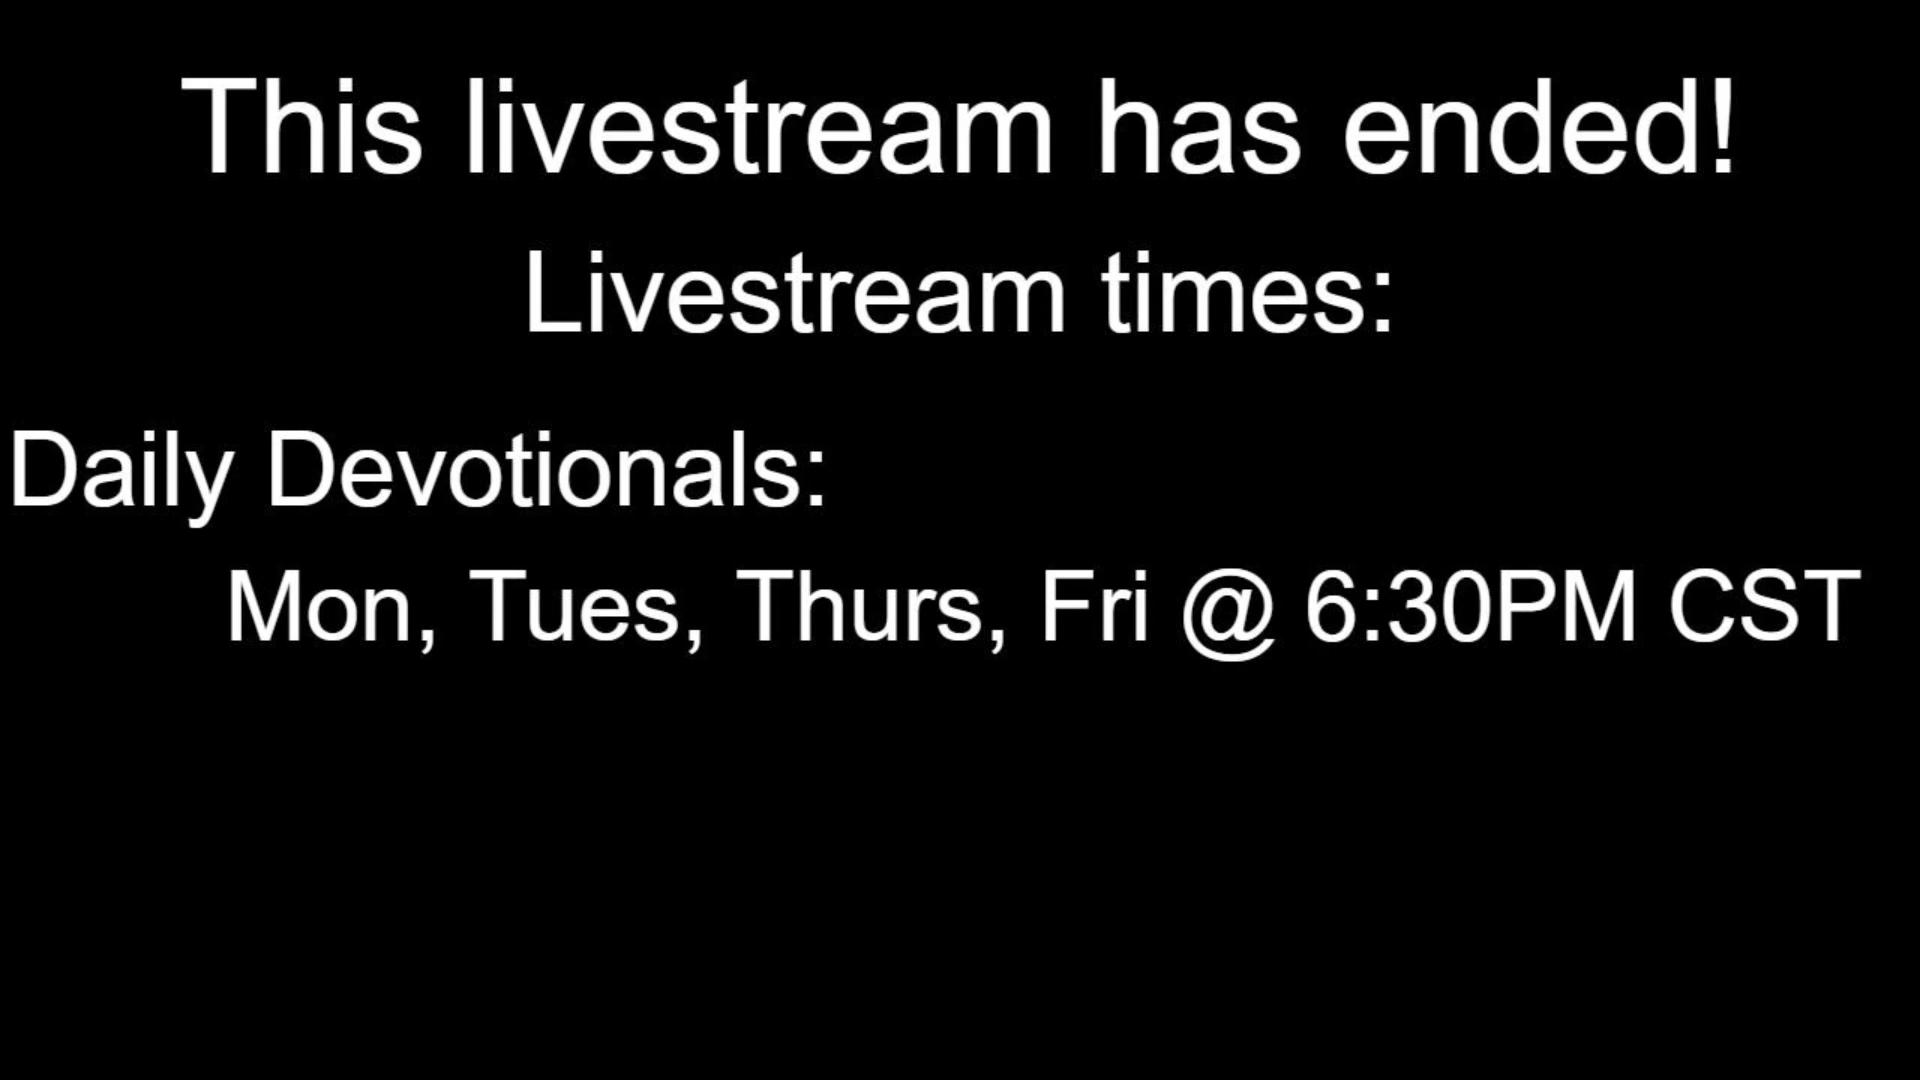 This livestream has ended!
Livestream times:
Daily Devotionals:
Mon, Tues, Thurs, Fri @ 6:30PM CST